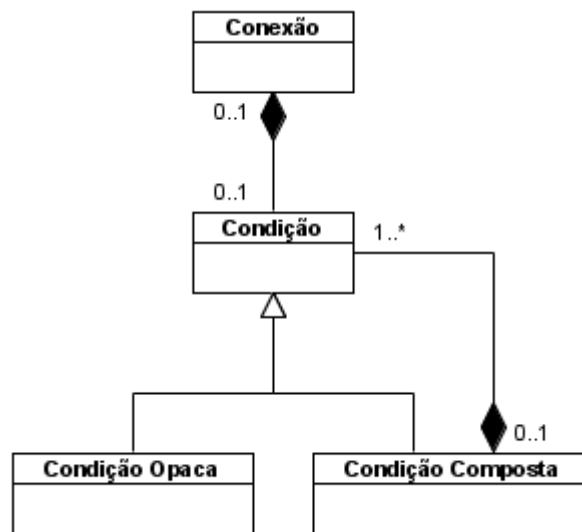 Conexão
0..1
0..1
Condição
1..*
0..1
Condição Opaca
Condição Composta